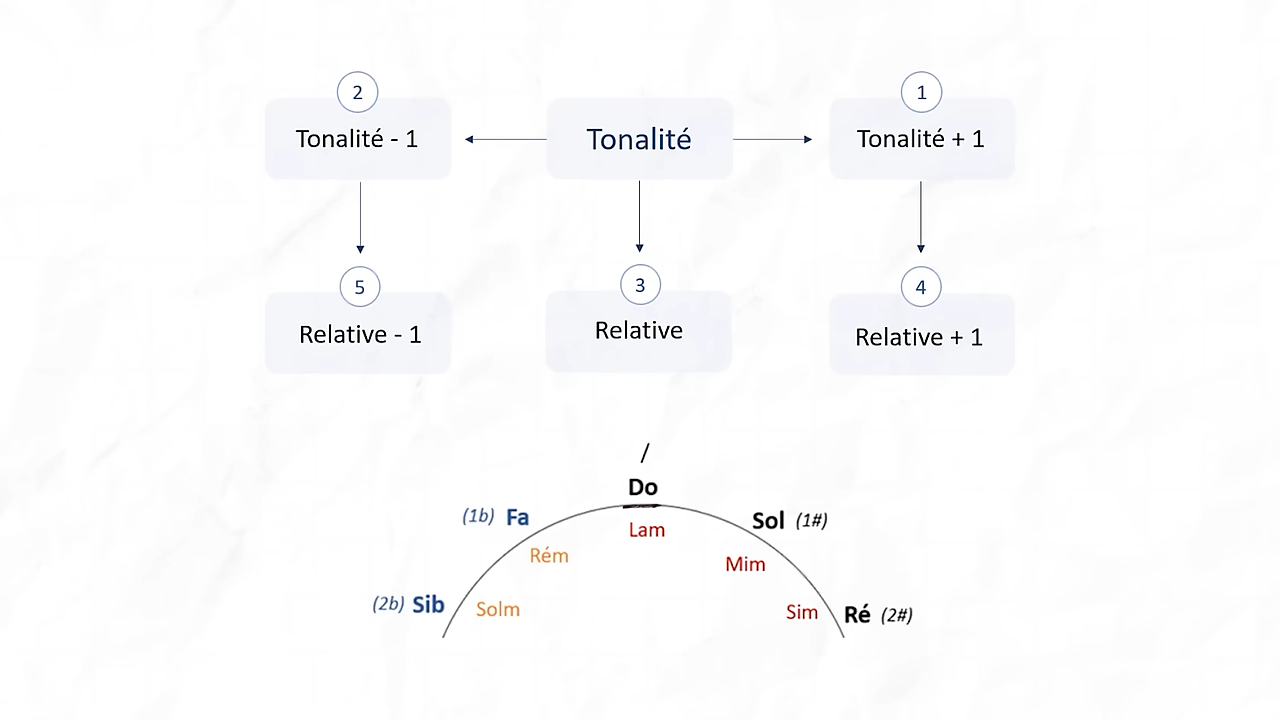 2
1
Tonalité - 1
Tonalité
Tonalité + 1
5
3
4
Relative - 1
Relative
Relative + 1
/
Do
(1b) Fa
Sol (1#)
Lam
Rém
Mim
(2b) Sib
Solm
Sim
Ré (2#)